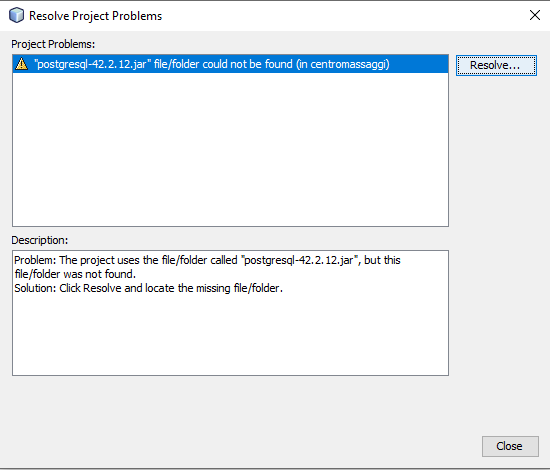 Resolve Project Problems
Project Problems:
"postgresql-42.2.12.jar" file/folder could not be found (in centromassaggi)
Resolve...
Description:
Problem: The project uses the file/folder called "postgresql-42.2.12.jar", but this
file/folder was not found.
Solution: Click Resolve and locate the missing file/folder.
Close